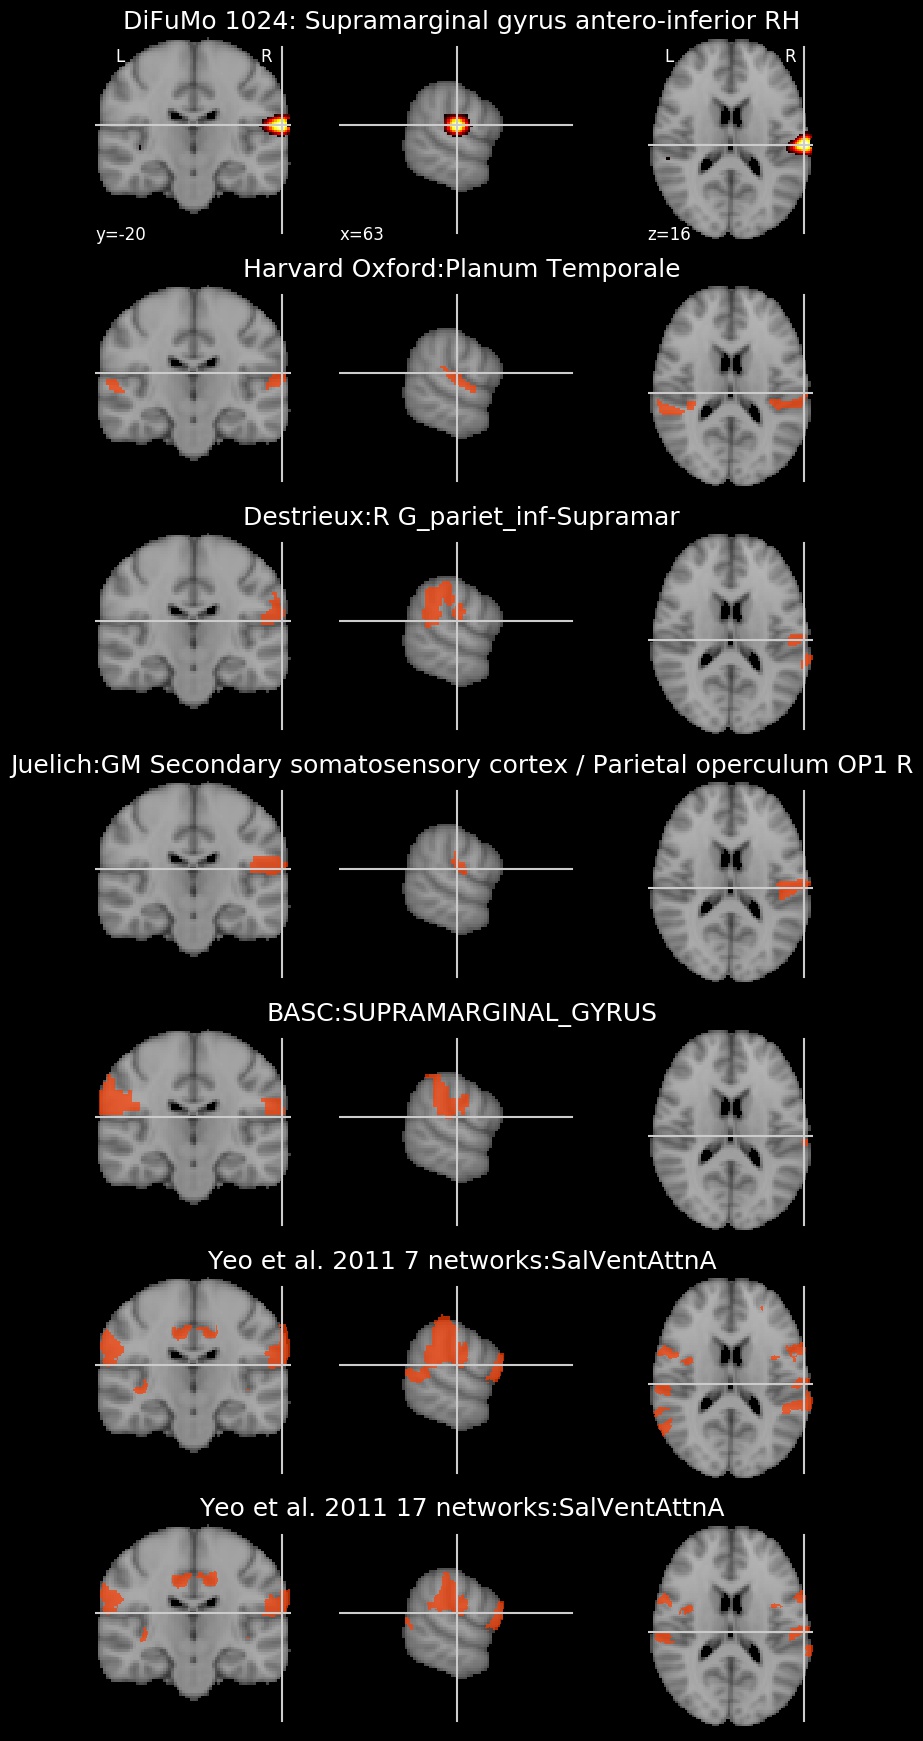 DiFuMo 1024: Supramarginal gyrus antero-inferior RH
L R L R
y=-20 x=63 z=16
Harvard Oxford:Planum Temporale
Destrieux:R G_pariet_inf-Supramar
Juelich:GM Secondary somatosensory cortex / Parietal operculum OP1 R
BASC:SUPRAMARGINAL_GYRUS
Yeo et al. 2011 7 networks:SalVentAttnA
Yeo et al. 2011 17 networks:SalVentAttnA